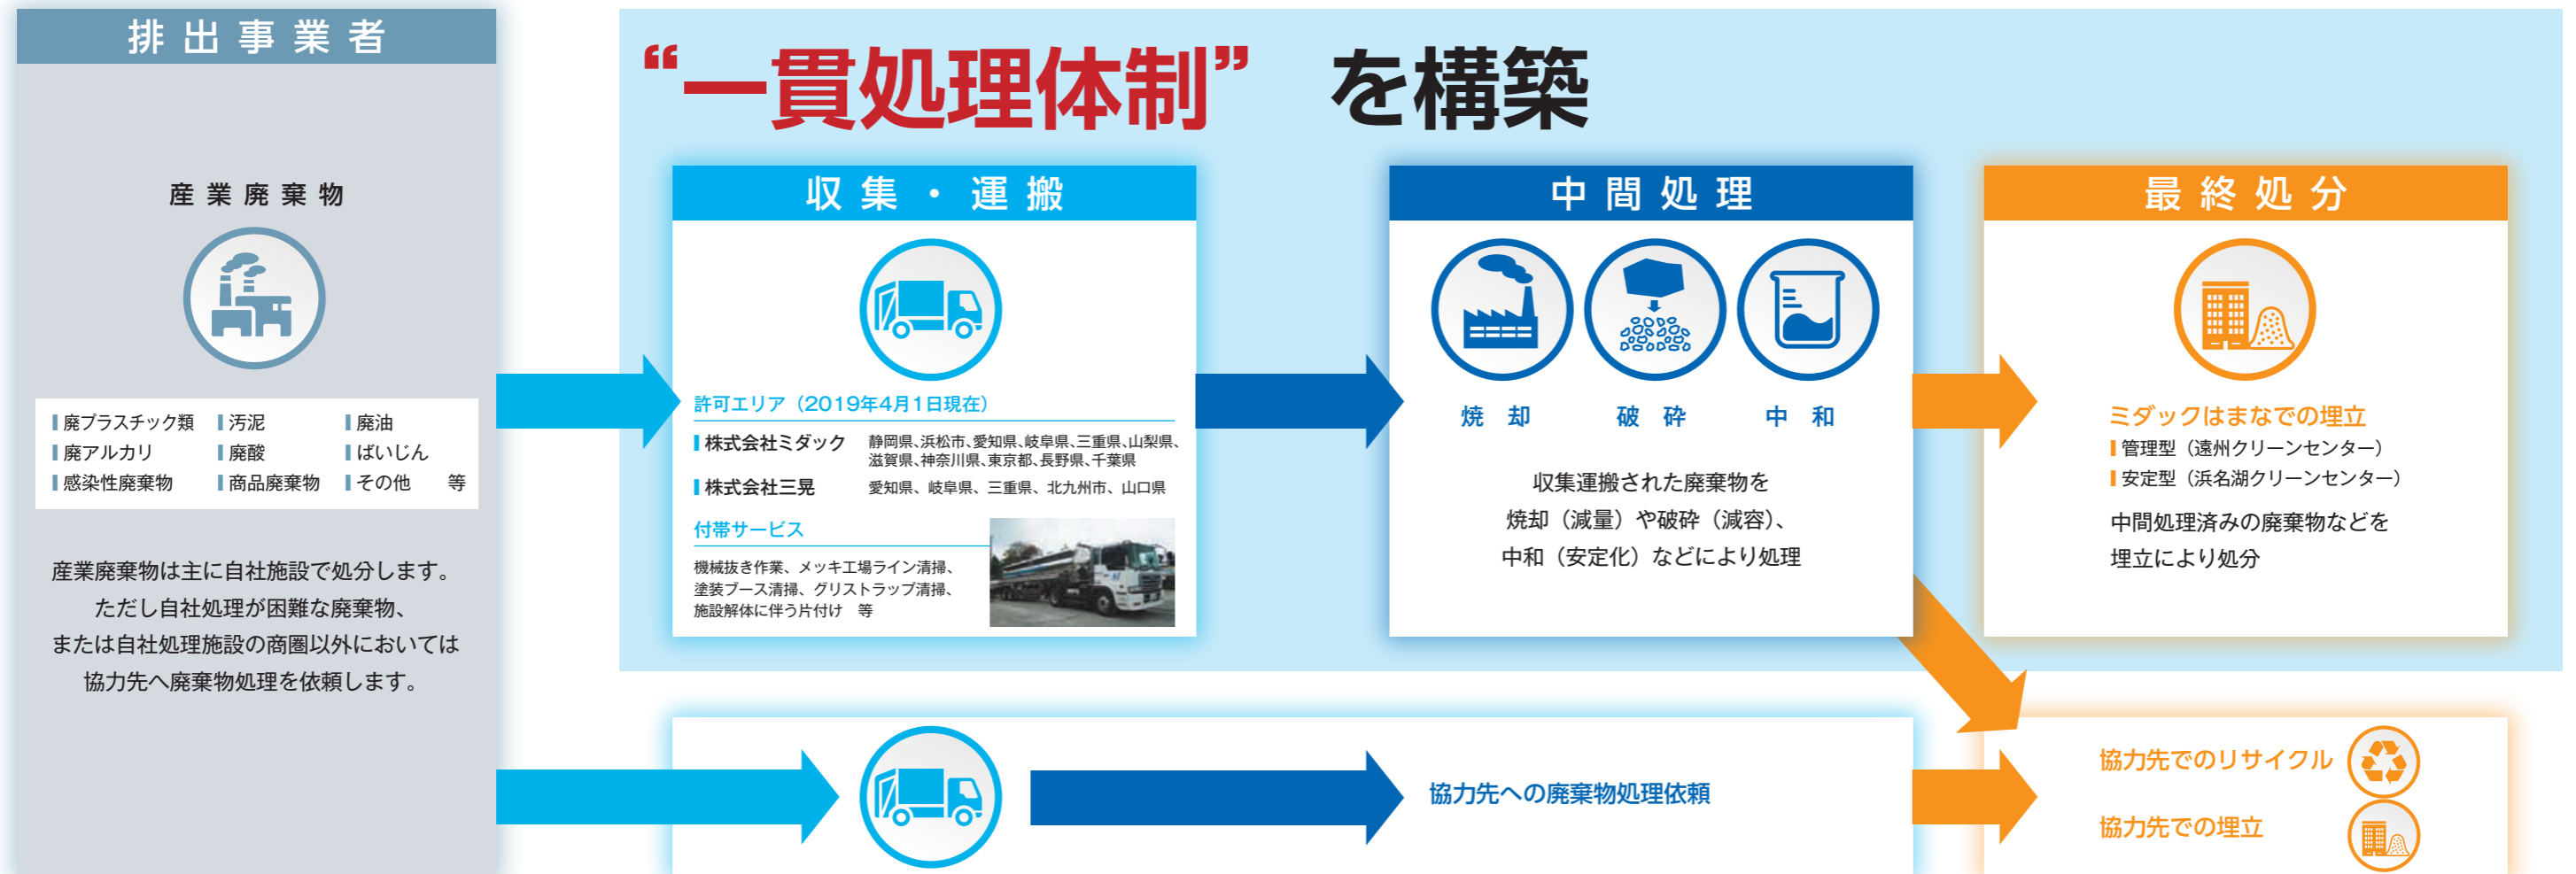 排出事業者
産業廃棄物
廃プラスチック類 汚泥 廃油
廃アルカリ 廃酸 ばいじん
感染性廃棄物 商品廃棄物 その他 等
産業廃棄物は主に自社施設で処分します。
ただし自社処理が困難な廃棄物、
または自社処理施設の商圏以外においては
協力先へ廃棄物処理を依頼します。
“一貫処理体制” を構築
収集・運搬
許可エリア（2019年4月1日現在）
株式会社ミダック 静岡県、浜松市、愛知県、岐阜県、三重県、山梨県、
滋賀県、神奈川県、東京都、長野県、千葉県
株式会社三晃 愛知県、岐阜県、三重県、北九州市、山口県
付帯サービス
機械抜き作業、メッキ工場ライン清掃、
塗装ブース清掃、グリストラップ清掃、
施設解体に伴う片付け 等
中間処理
焼却 破砕 中和
収集運搬された廃棄物を
焼却（減量）や破砕（減容）、
中和（安定化）などにより処理
最終処分
ミダックはまなでの埋立
管理型（遠州クリーンセンター）
安定型（浜名湖クリーンセンター）
中間処理済みの廃棄物などを
埋立により処分
協力先への廃棄物処理依頼
協力先でのリサイクル
協力先での埋立